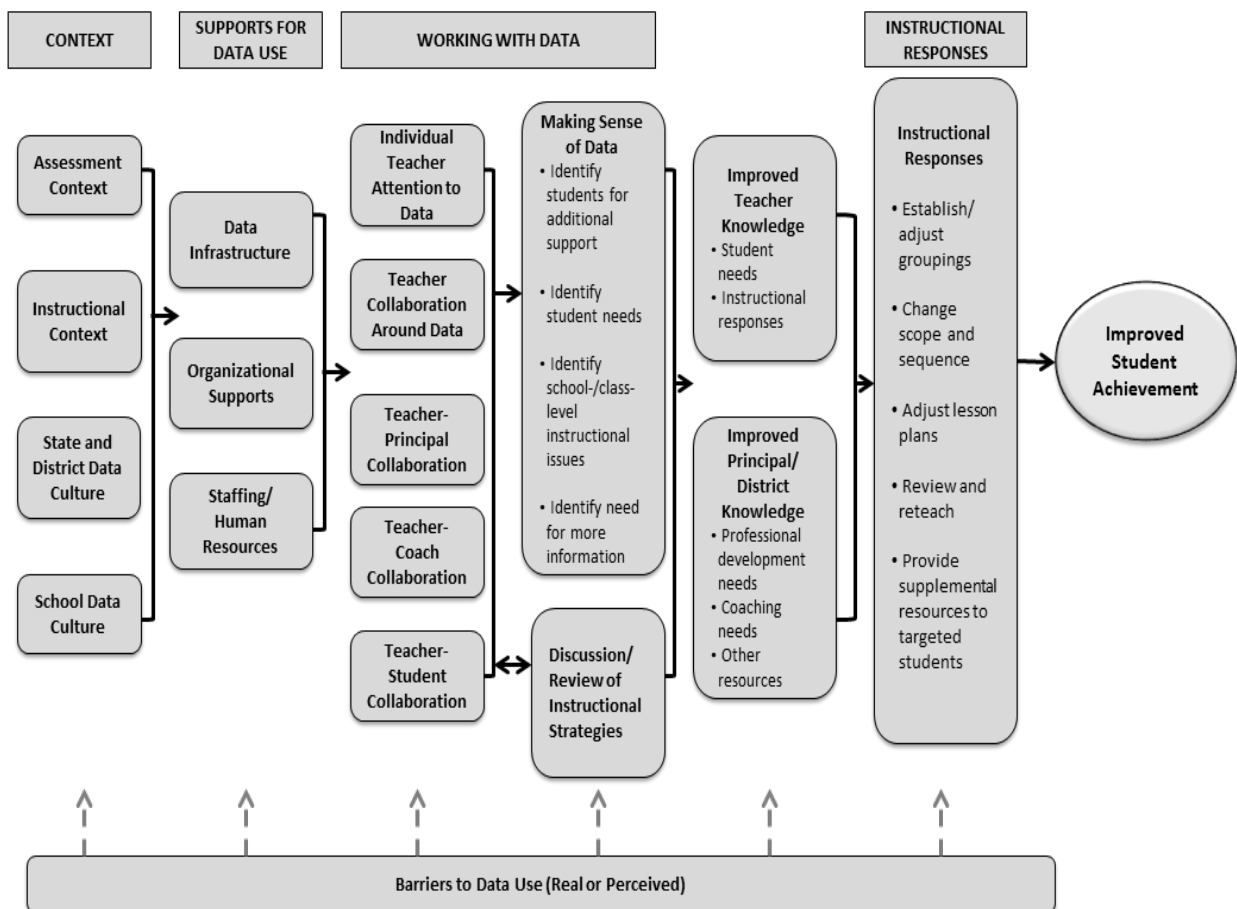 CONTEXT
SUPPORTS FOR
DATA USE
WORKING WITH DATA
INSTRUCTIONAL
RESPONSES
Assessment
Context
Instructional
Context
State and
District Data
Culture
School Data
Culture
Data
Infrastructure
Organizational
Supports
Staffing/
Human
Resources
Individual
Teacher
Attention to
Data
Teacher
Collaboration
Around Data
Teacher-
Principal
Collaboration
Teacher-
Coach
Collaboration
Teacher-
Student
Collaboration
Making Sense
of Data
• Identify
students for
additional
support
• Identify
student needs
• Identify
school-/class-
level
instructional
issues
• Identify need
for more
information
Discussion/
Review of
Instructional
Strategies
Improved
Teacher
Knowledge
• Student
needs
• Instructional
responses
Improved
Principal/
District
Knowledge
• Professional
development
needs
• Coaching
needs
• Other
resources
Instructional
Responses
• Establish/
adjust
groupings
• Change
scope and
sequence
• Adjust lesson
plans
• Review and
reteach
• Provide
supplemental
resources to
targeted
students
Improved
Student
Achievement
Barriers to Data Use (Real or Perceived)